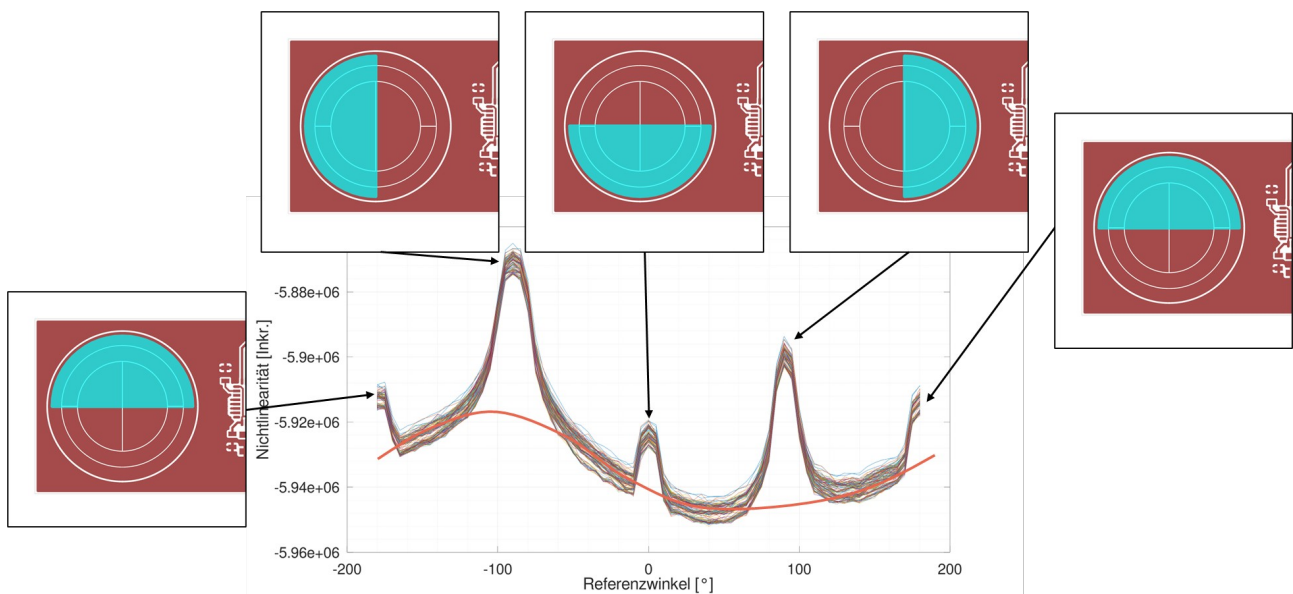 -5.88e+06
-5.9e+06
-5.92e+06
-5.94e+06
-5.96e+06
Nichtlinearität [Inkr.]
-200
-100
0
100
200
Referenzwinkel [°]